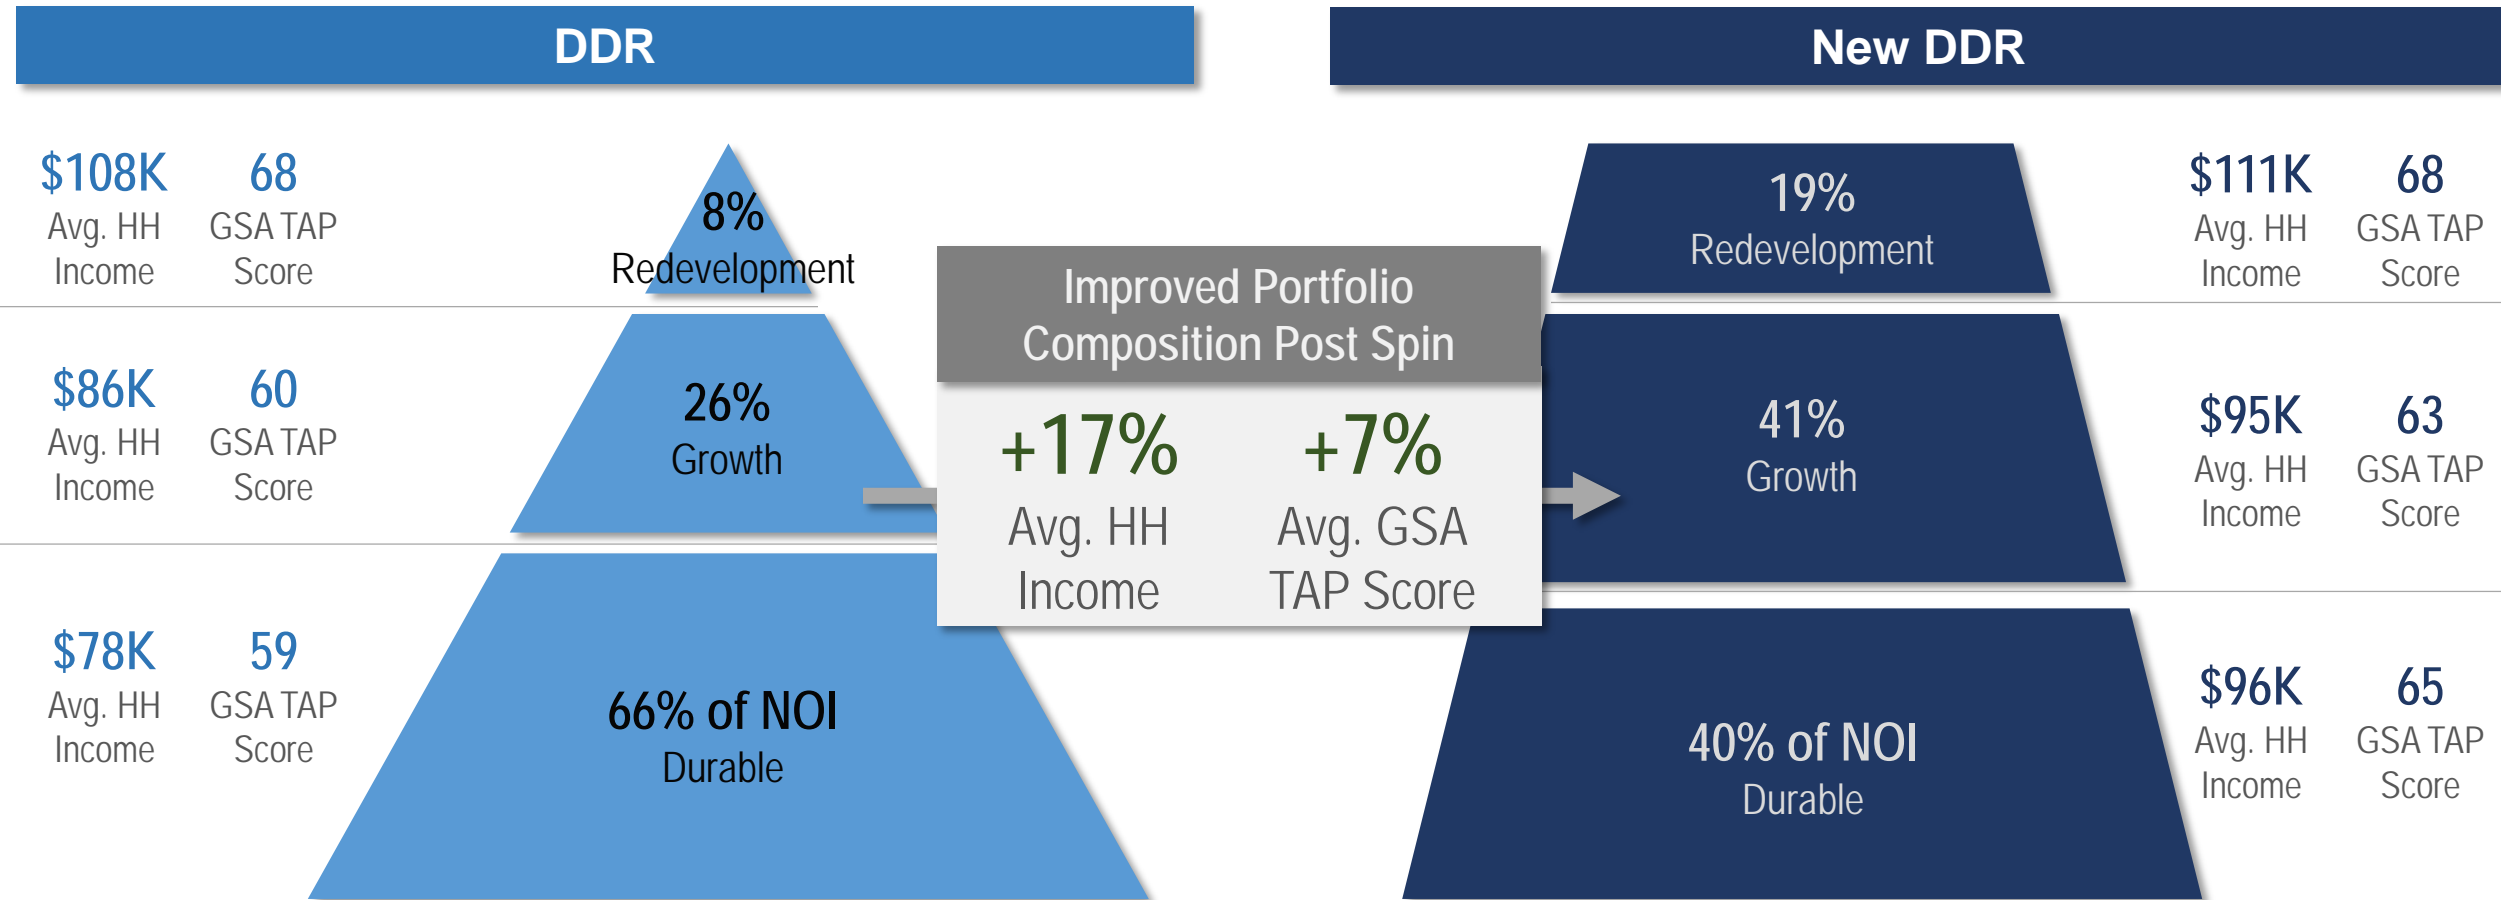 DDR
$108K
Avg. HH
Income
68
GSA TAP
Score
8%
Redevelopment
$86K
Avg. HH
Income
60
GSA TAP
Score
26%
Growth
$78K
Avg. HH
Income
59
GSA TAP
Score
66% of NOI
Durable
Improved Portfolio
Composition Post Spin
+17%
Avg. HH
Income
+7%
Avg. GSA
TAP Score
New DDR
19%
Redevelopment
$111K
Avg. HH
Income
68
GSA TAP
Score
41%
Growth
$95K
Avg. HH
Income
63
GSA TAP
Score
40% of NOI
Durable
$96K
Avg. HH
Income
65
GSA TAP
Score